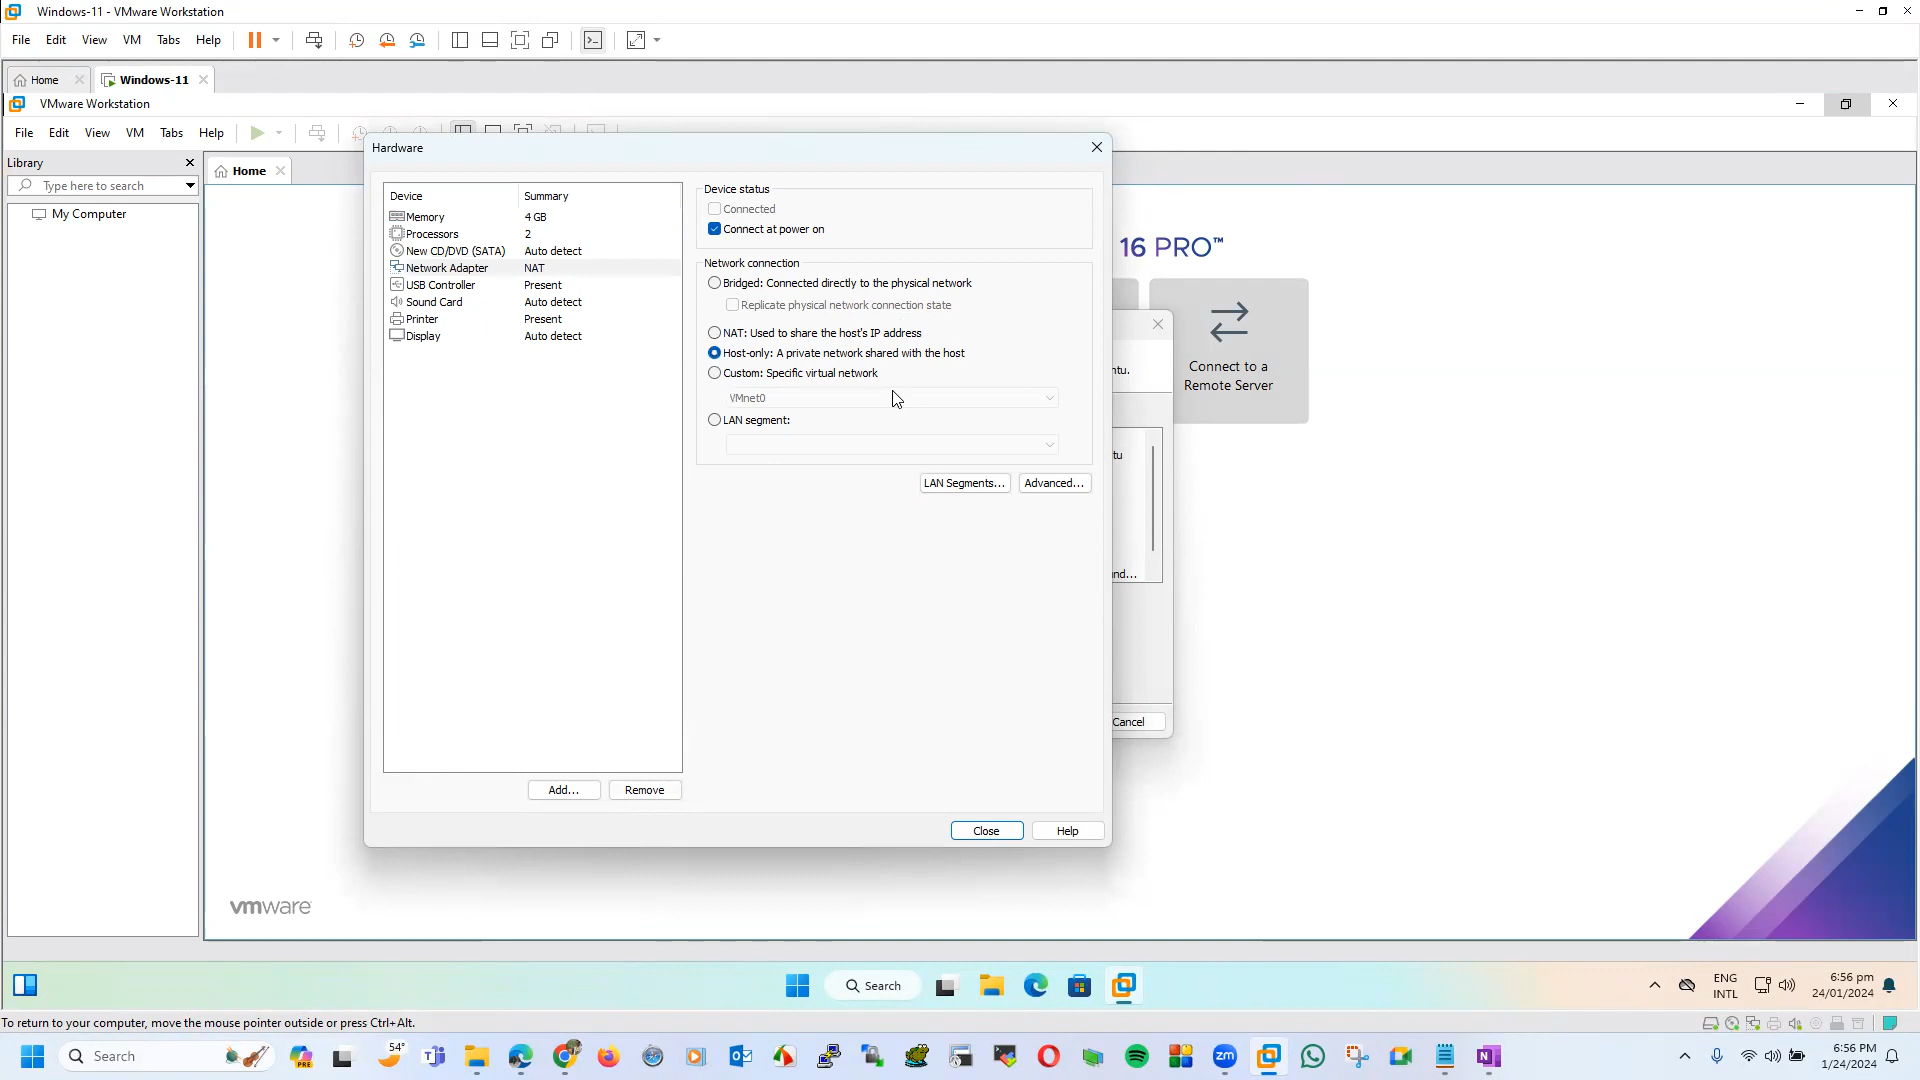 Windows-11 - VMware Workstation
File Edit View VM Tabs Help
Home Windows-11
VMware Workstation
File Edit View VM Tabs Help
Library
Type here to search
My Computer
Home
Hardware
Device Summary
Memory 4 GB
Processors 2
New CD/DVD (SATA) Auto detect
Network Adapter NAT
USB Controller Present
Sound Card Auto detect
Printer Present
Display Auto detect
Add... Remove
Device status
Connected
Connect at power on
Network connection
Bridged: Connected directly to the physical network
Replicate physical network connection state
NAT: Used to share the host's IP address
Host-only: A private network shared with the host
Custom: Specific virtual network
VMnet0
LAN segment:
LAN Segments... Advanced...
Close Help
16 PRO™
ntu.
tu
und...
Cancel
Connect to a
Remote Server
vmware
Search
ENG
INTL
6:56 pm
24/01/2024
To return to your computer, move the mouse pointer outside or press Ctrl+Alt.
Search
PRE
54°
zm
N
6:56 PM
1/24/2024